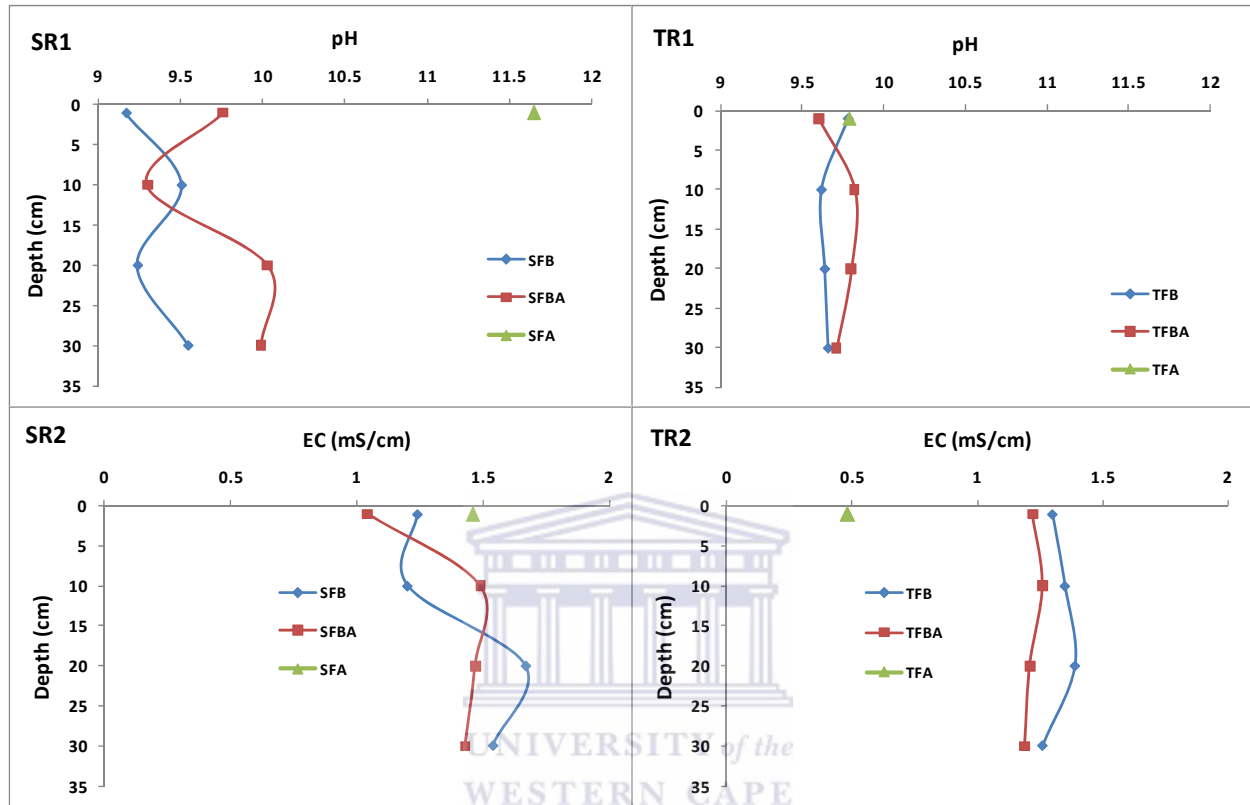 SR1
pH
9 9.5 10 10.5 11 11.5 12
0
5
10
15
20
25
30
35
Depth (cm)
SFB
SFBA
SFA
TR1
pH
9 9.5 10 10.5 11 11.5 12
0
5
10
15
20
25
30
35
Depth (cm)
TFB
TFBA
TFA
SR2
EC (mS/cm)
0 0.5 1 1.5 2
0
5
10
15
20
25
30
35
Depth (cm)
SFB
SFBA
SFA
TR2
EC (mS/cm)
0 0.5 1 1.5 2
0
5
10
15
20
25
30
35
Depth (cm)
TFB
TFBA
TFA
UNIVERSITY of the
WESTERN CAPE